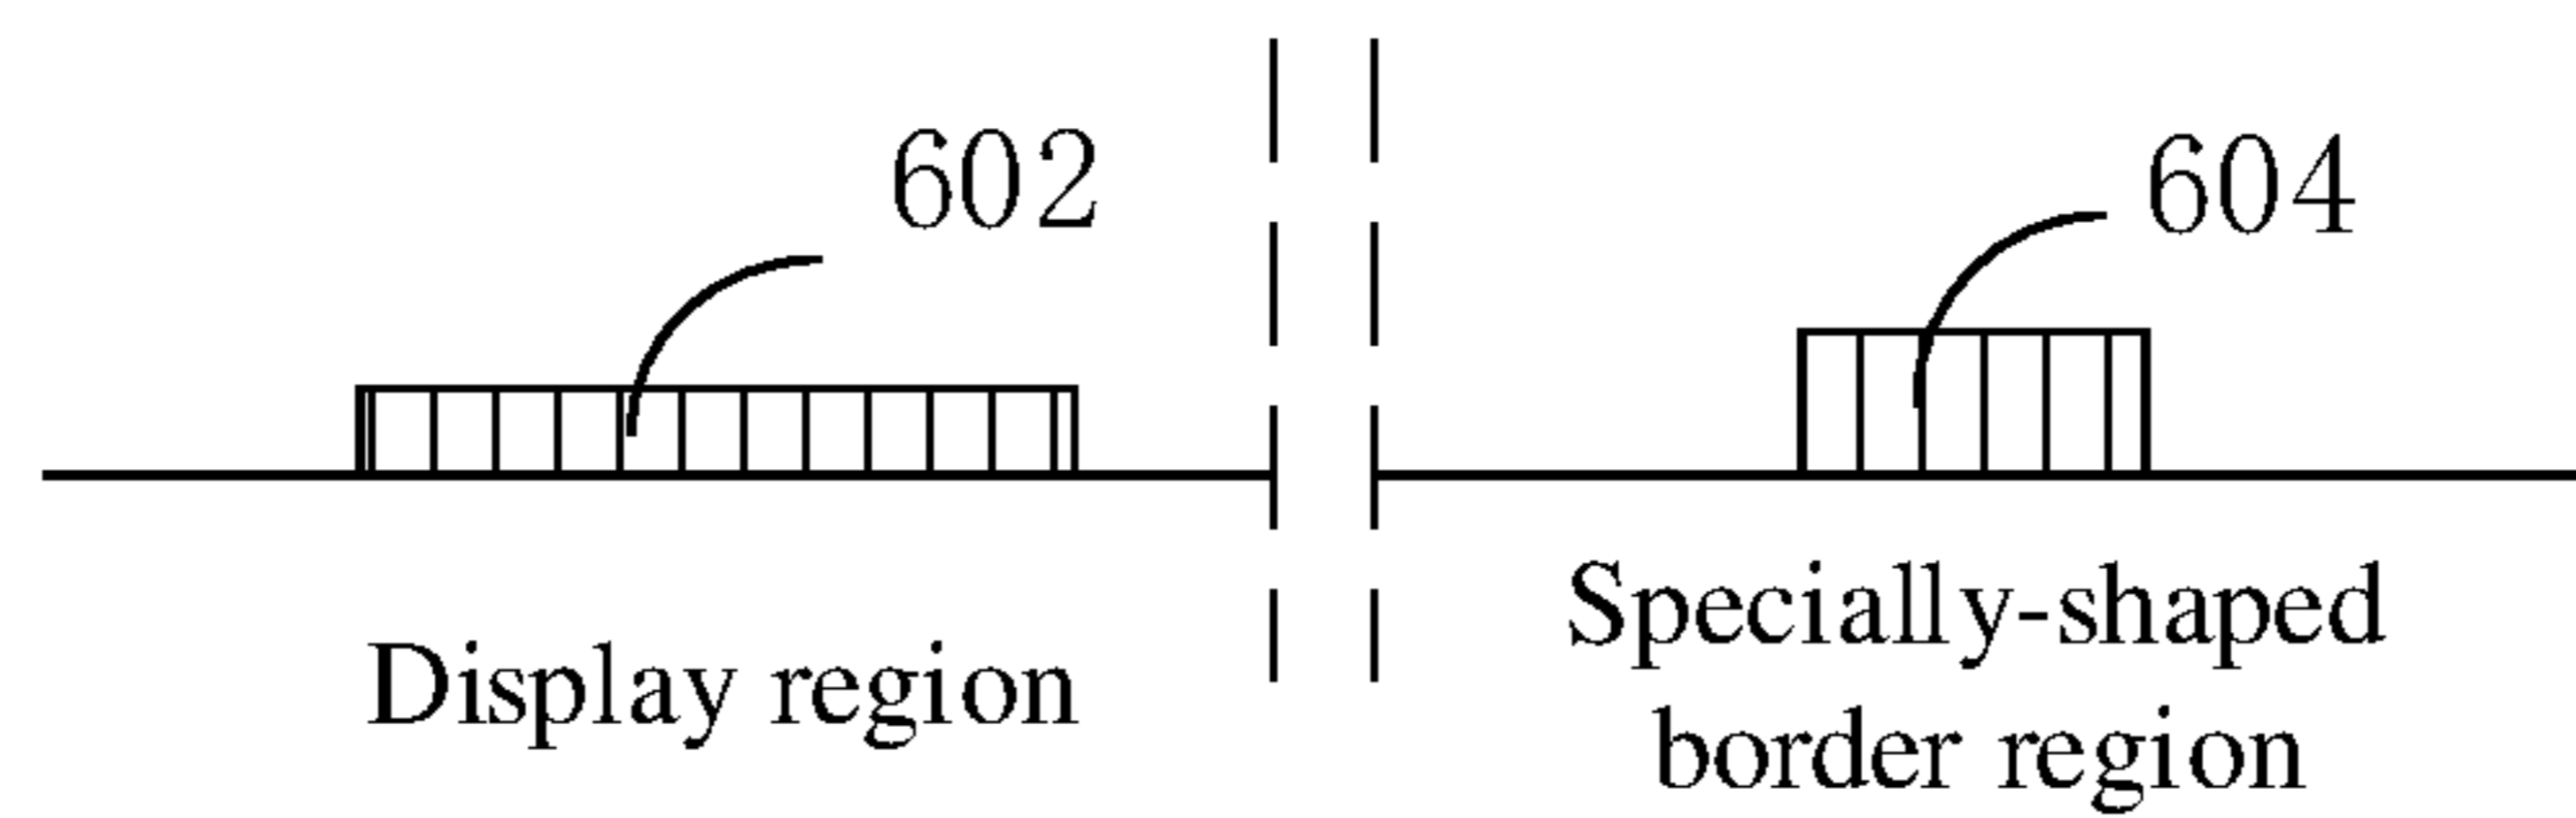 602
604
Display region
Specially-shaped
border region